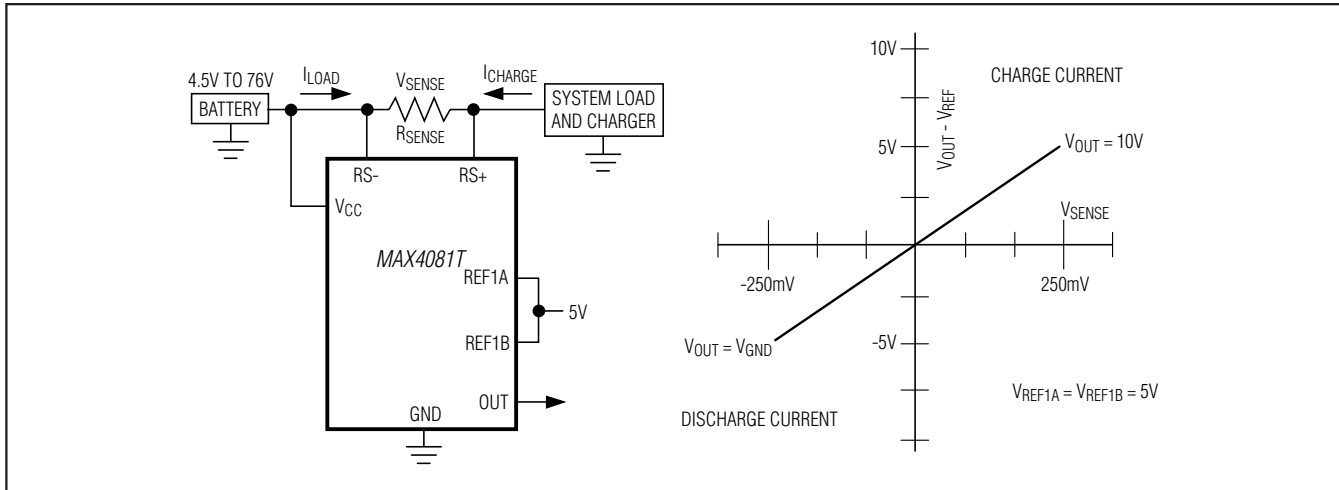 4.5V TO 76V
BATTERY
ILOAD
VSENSE
RSENSE
ICHARGE
SYSTEM LOAD
AND CHARGER
RS-
RS+
VCC
MAX4081T
REF1A
5V
REF1B
OUT
GND
10V
CHARGE CURRENT
VOUT - VREF
5V
VOUT = 10V
VSENSE
-250mV
250mV
VOUT = VGND
-5V
VREF1A = VREF1B = 5V
DISCHARGE CURRENT